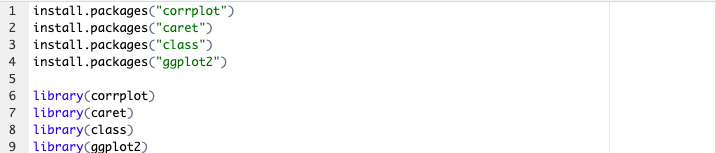 1 install.packages("corrplot")
2 install.packages("caret")
3 install.packages("class")
4 install.packages("ggplot2")
5
6 library(corrplot)
7 library(caret)
8 library(class)
9 library(ggplot2)